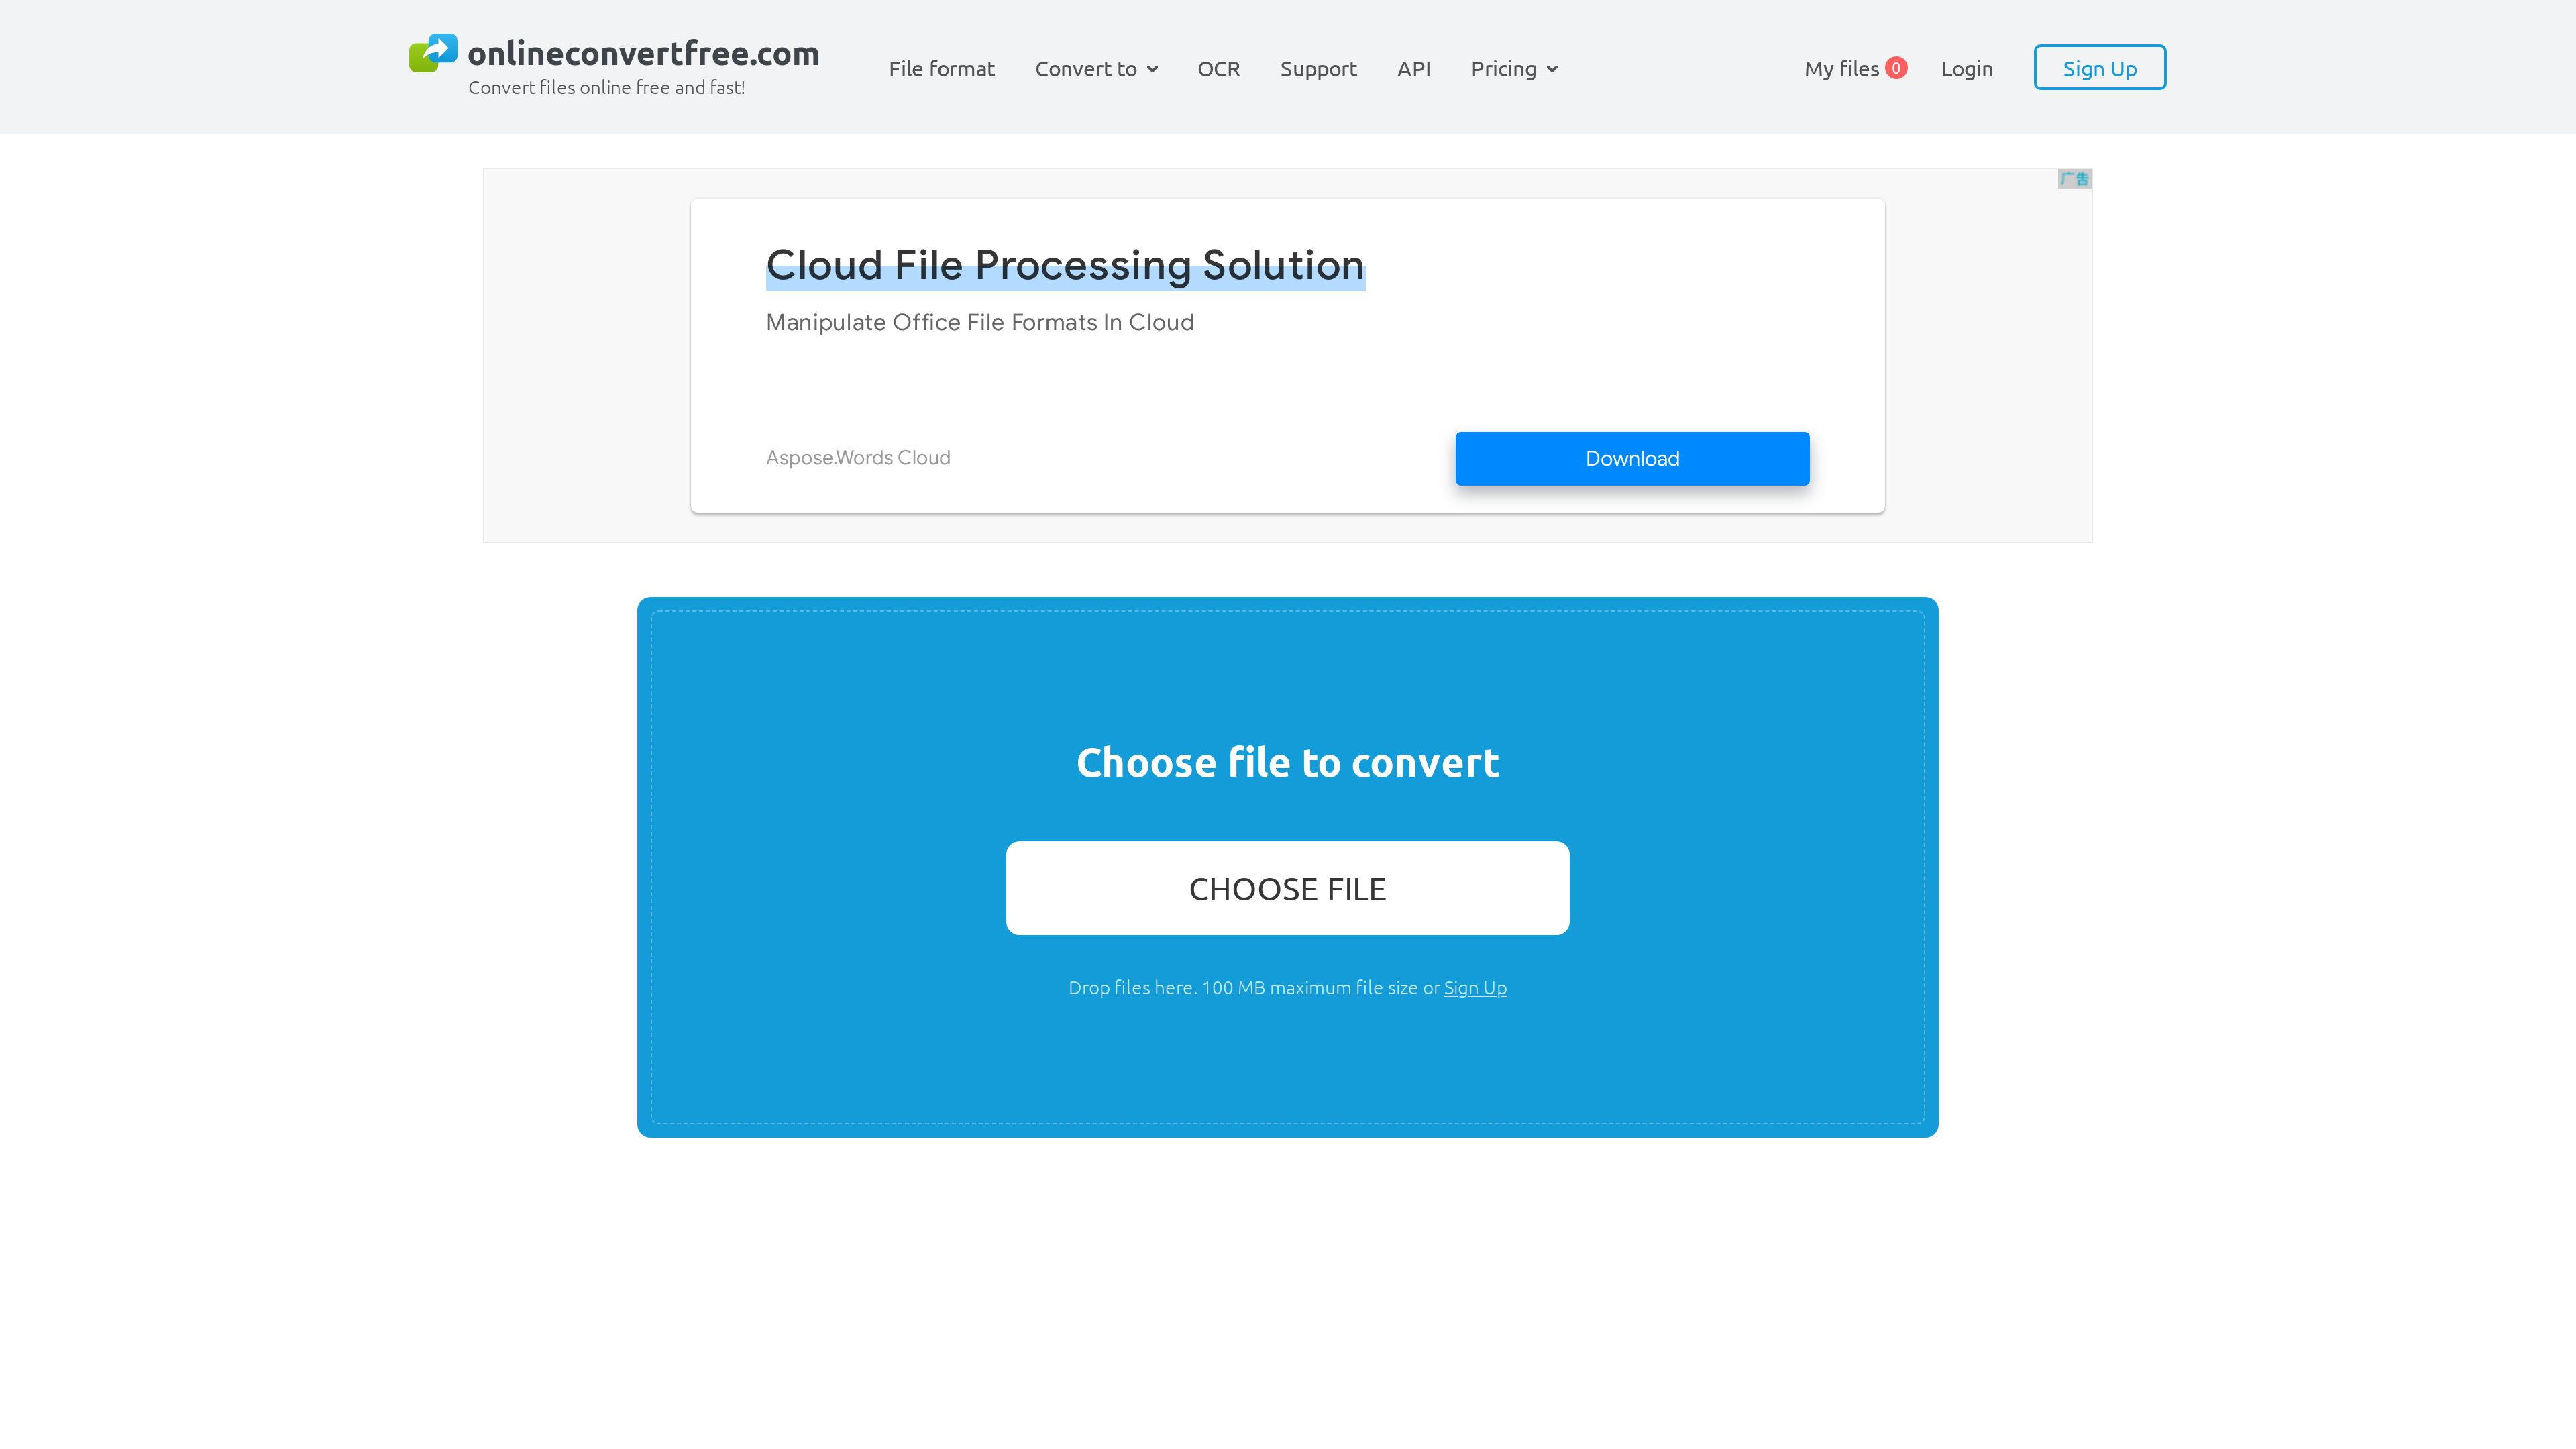 onlineconvertfree.com
Convert files online free and fast!
File format
Convert to
OCR
Support
API
Pricing
My files 0
Login
Sign Up
广告
Cloud File Processing Solution
Manipulate Office File Formats In Cloud
Aspose.Words Cloud
Download
Choose file to convert
CHOOSE FILE
Drop files here. 100 MB maximum file size or Sign Up